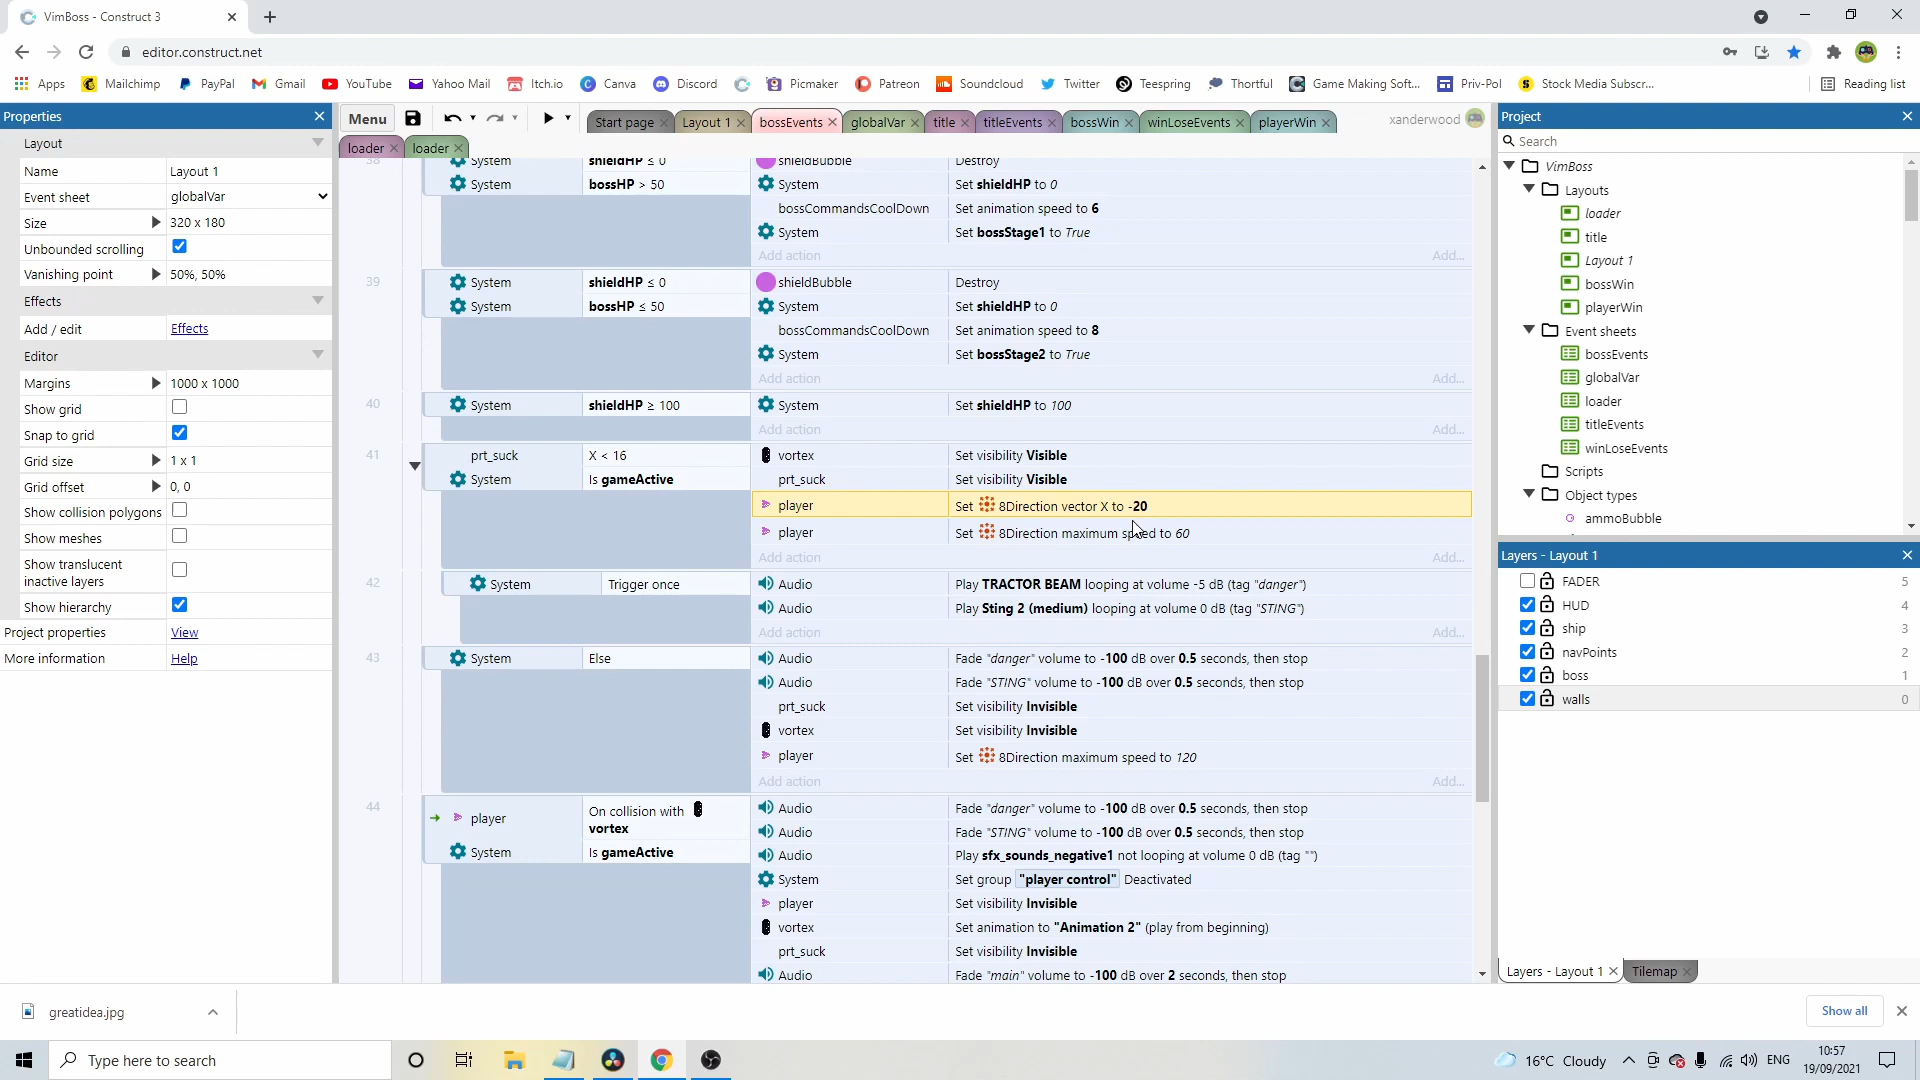 VimBoss - Construct 3
editor.construct.net
Apps Mailchimp PayPal Gmail YouTube Yahoo Mail Itch.io Canva Discord Picmaker Patreon Soundcloud Twitter Teespring Thortful Game Making Soft... Priv-Pol Stock Media Subscr... Reading list
Properties
Layout
Name Layout 1
Event sheet globalVar
Size 320 x 180
Unbounded scrolling
Vanishing point 50%, 50%
Effects
Add / edit Effects
Editor
Margins 1000 x 1000
Show grid
Snap to grid
Grid size 1 x 1
Grid offset 0, 0
Show collision polygons
Show meshes
Show translucent
inactive layers
Show hierarchy
Project properties View
More information Help
Menu
Start page Layout 1 bossEvents globalVar title titleEvents bossWin winLoseEvents playerWin xanderwood
loader loader
38 System shieldHP ≤ 0 shieldBubble Destroy
System bossHP > 50 System Set shieldHP to 0
bossCommandsCoolDown Set animation speed to 6
System Set bossStage1 to True
Add action Add...
39 System shieldHP ≤ 0 shieldBubble Destroy
System bossHP ≤ 50 System Set shieldHP to 0
bossCommandsCoolDown Set animation speed to 8
System Set bossStage2 to True
Add action Add...
40 System shieldHP ≥ 100 System Set shieldHP to 100
Add action Add...
41 prt_suck X < 16 vortex Set visibility Visible
System Is gameActive prt_suck Set visibility Visible
player Set 8Direction vector X to -20
player Set 8Direction maximum speed to 60
Add action Add...
42 System Trigger once Audio Play TRACTOR BEAM looping at volume -5 dB (tag "danger")
Audio Play Sting 2 (medium) looping at volume 0 dB (tag "STING")
Add action Add...
43 System Else Audio Fade "danger" volume to -100 dB over 0.5 seconds, then stop
Audio Fade "STING" volume to -100 dB over 0.5 seconds, then stop
prt_suck Set visibility Invisible
vortex Set visibility Invisible
player Set 8Direction maximum speed to 120
Add action Add...
44 player On collision with vortex Audio Fade "danger" volume to -100 dB over 0.5 seconds, then stop
Audio Fade "STING" volume to -100 dB over 0.5 seconds, then stop
System Is gameActive Audio Play sfx_sounds_negative1 not looping at volume 0 dB (tag "")
System Set group "player control" Deactivated
player Set visibility Invisible
vortex Set animation to "Animation 2" (play from beginning)
prt_suck Set visibility Invisible
Audio Fade "main" volume to -100 dB over 2 seconds, then stop
Project
Search
VimBoss
Layouts
loader
title
Layout 1
bossWin
playerWin
Event sheets
bossEvents
globalVar
loader
titleEvents
winLoseEvents
Scripts
Object types
ammoBubble
Layers - Layout 1
FADER 5
HUD 4
ship 3
navPoints 2
boss 1
walls 0
Layers - Layout 1 Tilemap
greatidea.jpg
Show all
Type here to search
16°C Cloudy
ENG
10:57
19/09/2021